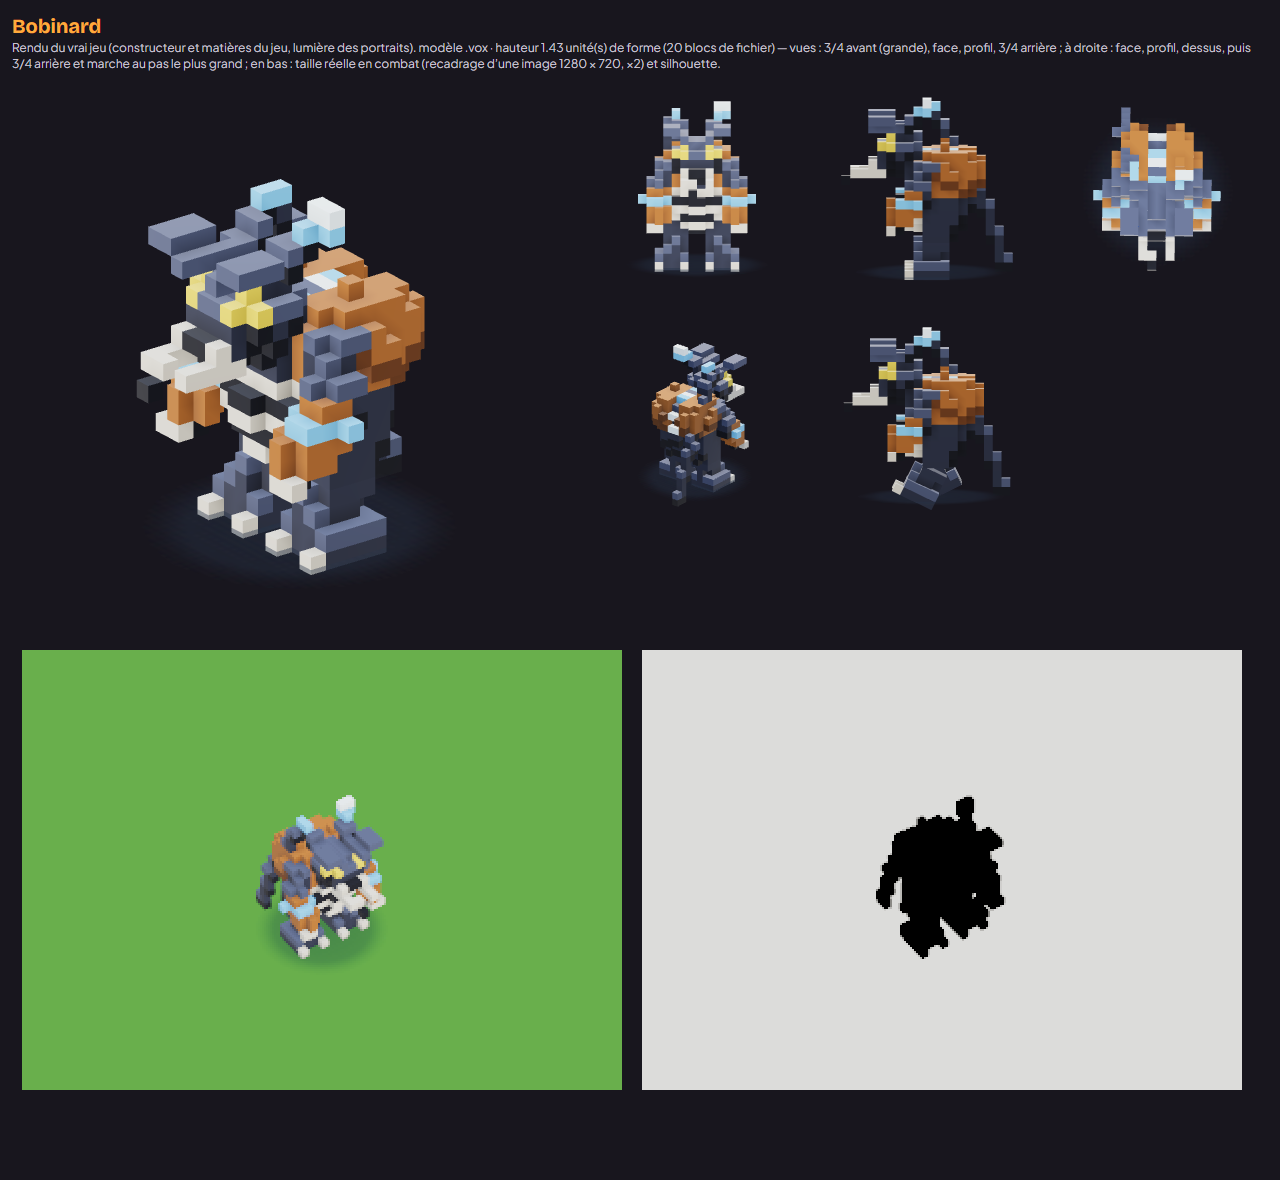 Bobinard
Rendu du vrai jeu (constructeur et matières du jeu, lumière des portraits). modèle .vox · hauteur 1.43 unité(s) de forme (20 blocs de fichier) — vues : 3/4 avant (grande), face, profil, 3/4 arrière ; à droite : face, profil, dessus, puis
3/4 arrière et marche au pas le plus grand ; en bas : taille réelle en combat (recadrage d'une image 1280 × 720, ×2) et silhouette.